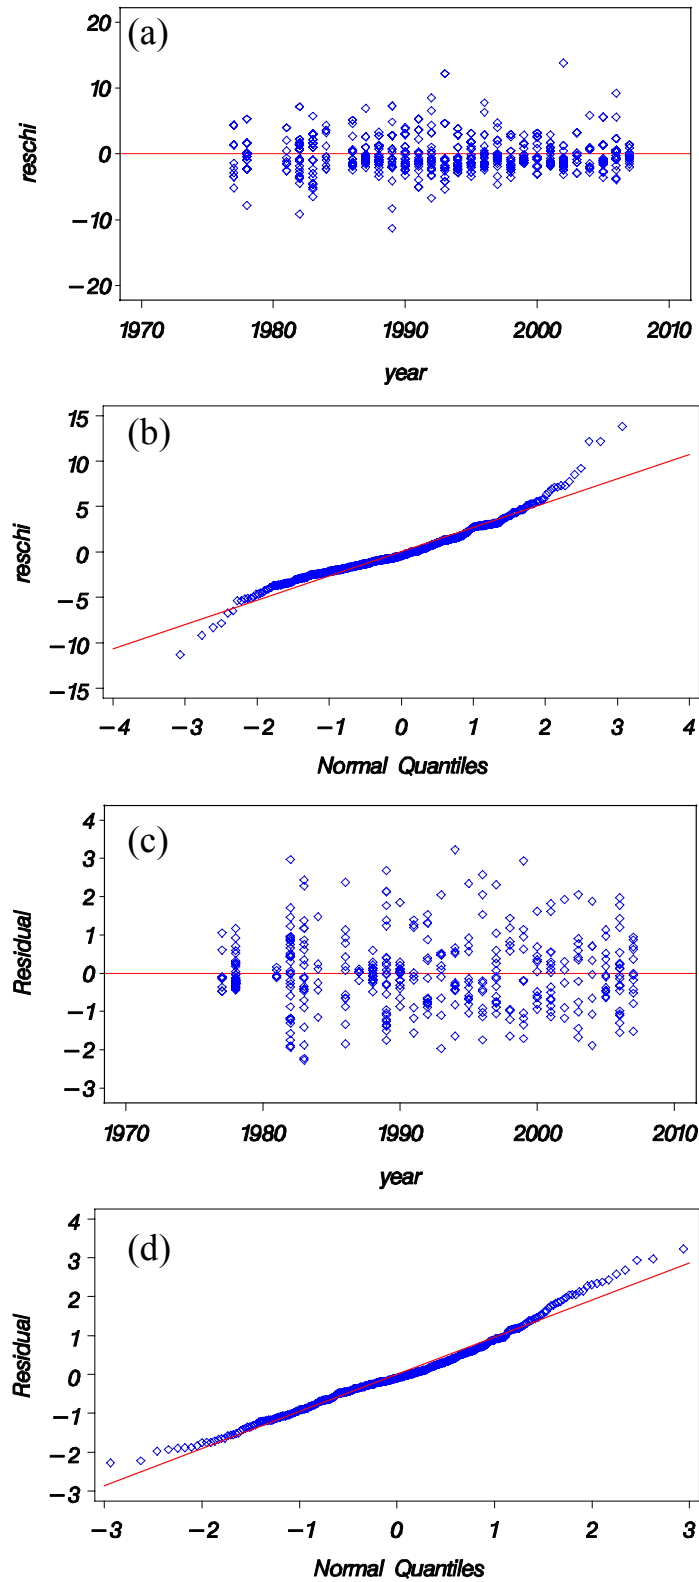 (a)
20
10
0
−10
−20
reschi
1970 1980 1990 2000 2010
year
(b)
15
10
5
0
−5
−10
−15
reschi
−4 −3 −2 −1 0 1 2 3 4
Normal Quantiles
(c)
4
3
2
1
0
−1
−2
−3
Residual
1970 1980 1990 2000 2010
year
(d)
4
3
2
1
0
−1
−2
−3
Residual
−3 −2 −1 0 1 2 3
Normal Quantiles